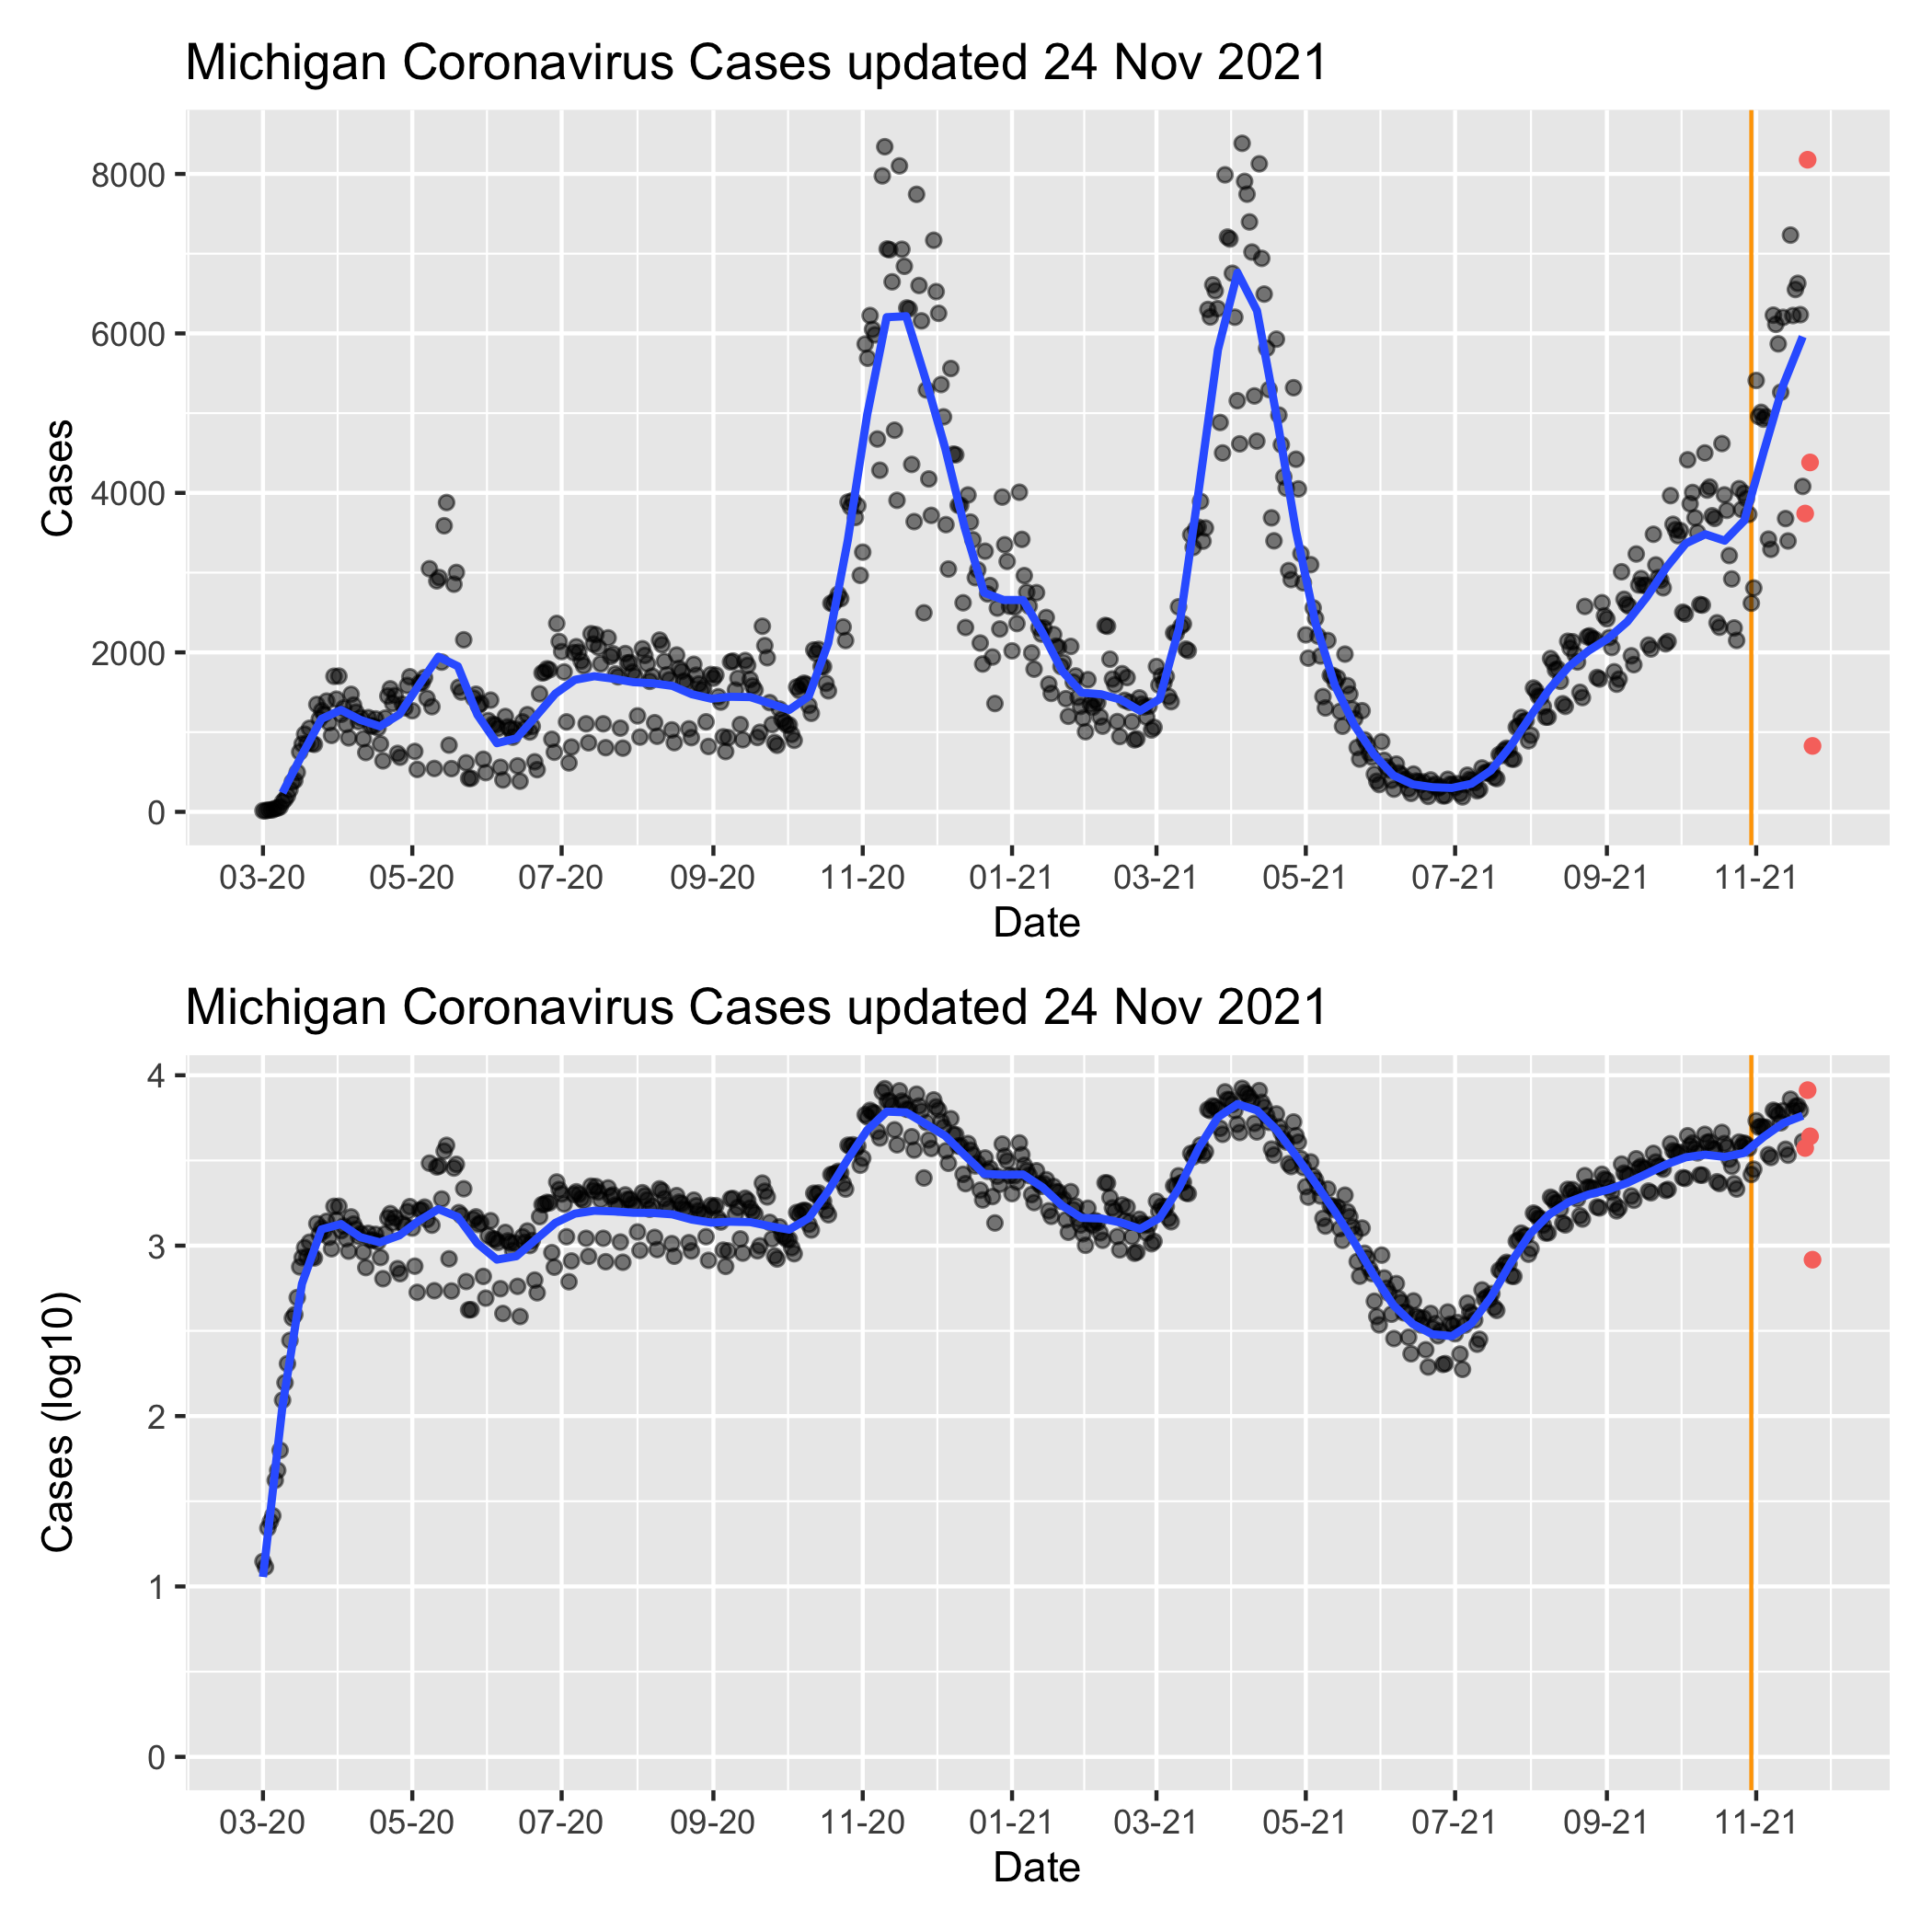 Michigan Coronavirus Cases updated 24 Nov 2021
8000
6000
4000
2000
0
Cases
03-20 05-20 07-20 09-20 11-20 01-21 03-21 05-21 07-21 09-21 11-21
Date
Michigan Coronavirus Cases updated 24 Nov 2021
4
3
2
1
0
Cases (log10)
03-20 05-20 07-20 09-20 11-20 01-21 03-21 05-21 07-21 09-21 11-21
Date